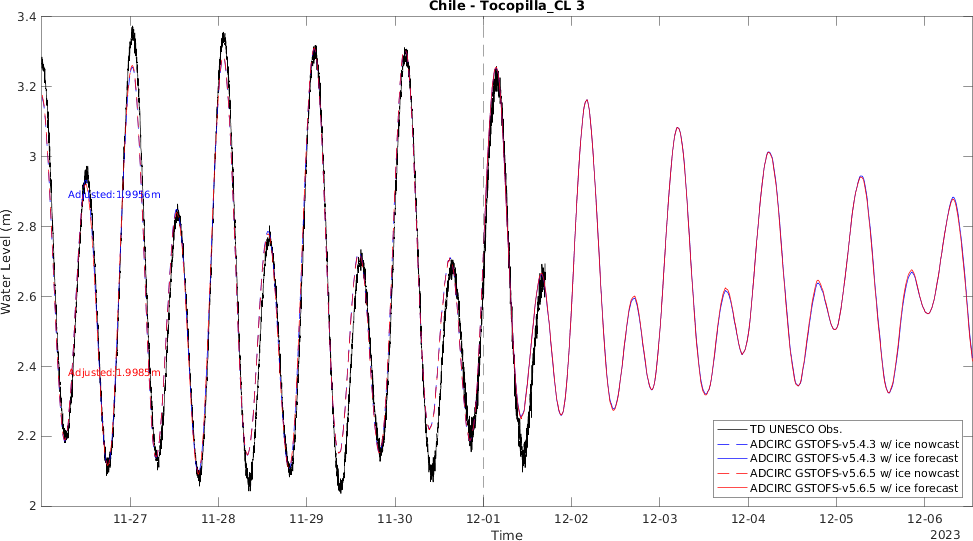 Chile - Tocopilla_CL 3
3.4
3.2
3
2.8
2.6
2.4
2.2
2
Water Level (m)
Adjusted:1.9956m
Adjusted:1.9985m
TD UNESCO Obs.
ADCIRC GSTOFS-v5.4.3 w/ ice nowcast
ADCIRC GSTOFS-v5.4.3 w/ ice forecast
ADCIRC GSTOFS-v5.6.5 w/ ice nowcast
ADCIRC GSTOFS-v5.6.5 w/ ice forecast
11-27 11-28 11-29 11-30 12-01 12-02 12-03 12-04 12-05 12-06
Time
2023